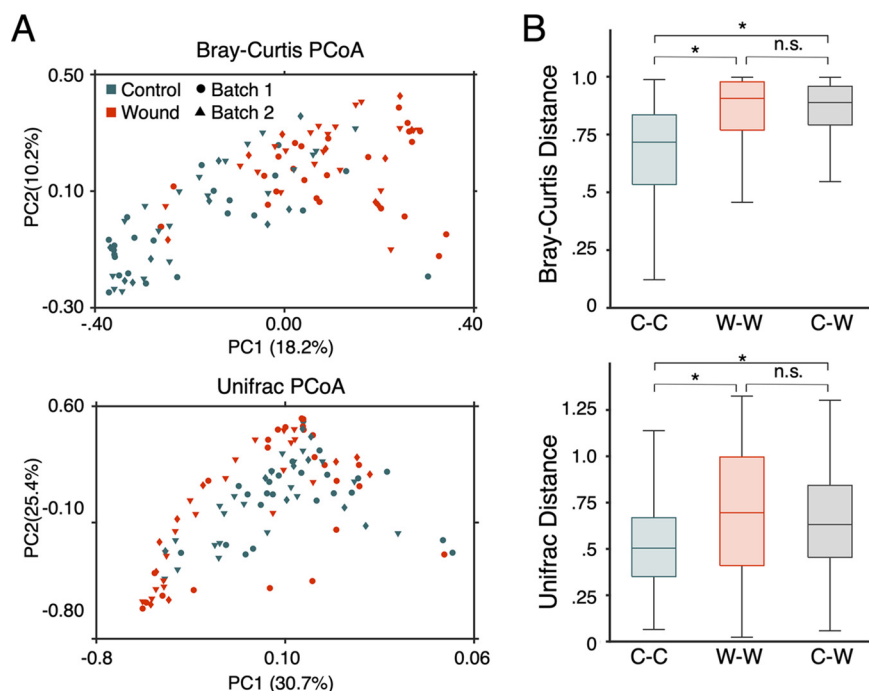 A
Bray-Curtis PCoA
0.50
Control
Batch 1
Wound
Batch 2
PC2(10.2%)
0.10
-0.30
-.40
0.00
.40
PC1 (18.2%)
Unifrac PCoA
0.60
PC2(25.4%)
-0.10
-0.80
-0.8
0.10
0.06
PC1 (30.7%)
B
*
*
n.s.
Bray-Curtis Distance
1.0
0.75
.5
.25
0
C-C
W-W
C-W
*
*
n.s.
Unifrac Distance
1.25
1.0
0.75
.5
.25
0
C-C
W-W
C-W